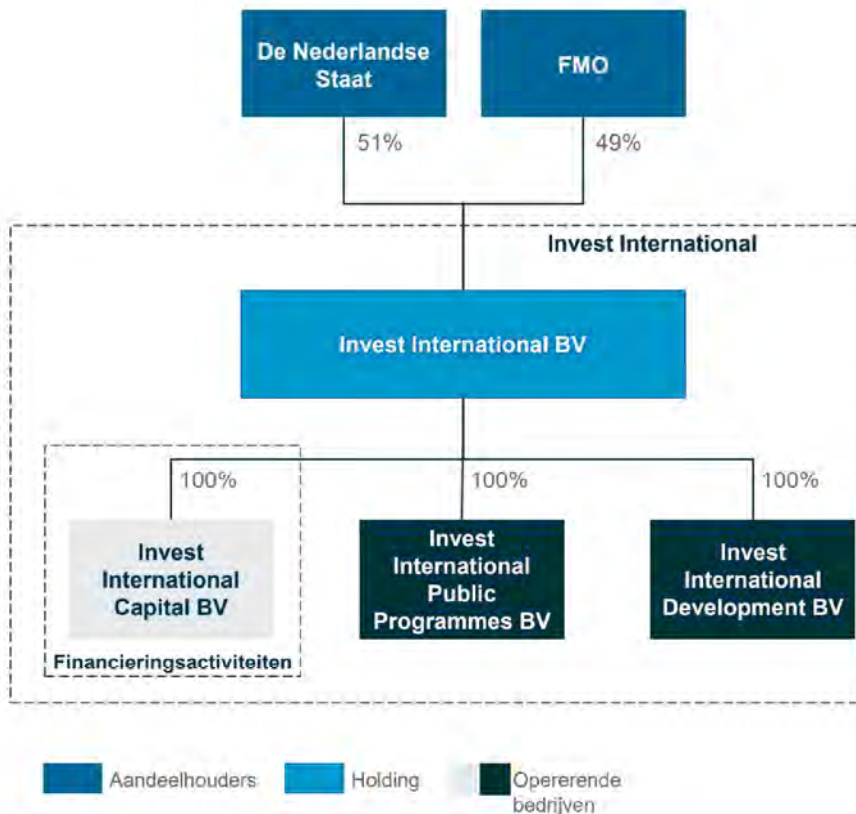 De Nederlandse
Staat
FMO
51%
49%
Invest International
Invest International BV
100%
100%
100%
Invest
International
Capital BV
Invest
International
Public
Programmes BV
Invest
International
Development BV
Financieringsactiviteiten
Aandeelhouders
Holding
Opererende
bedrijven